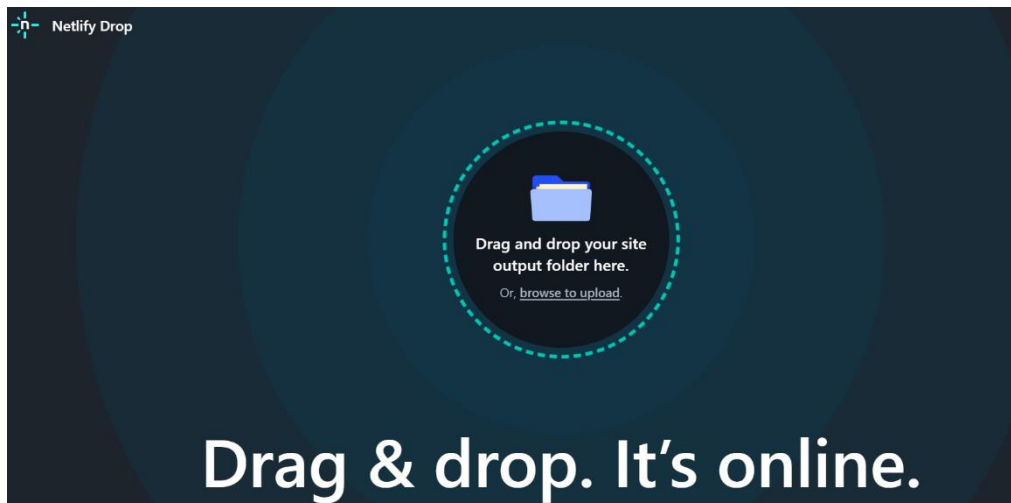 Netlify Drop
Drag and drop your site
output folder here.
Or, browse to upload.
Drag & drop. It’s online.